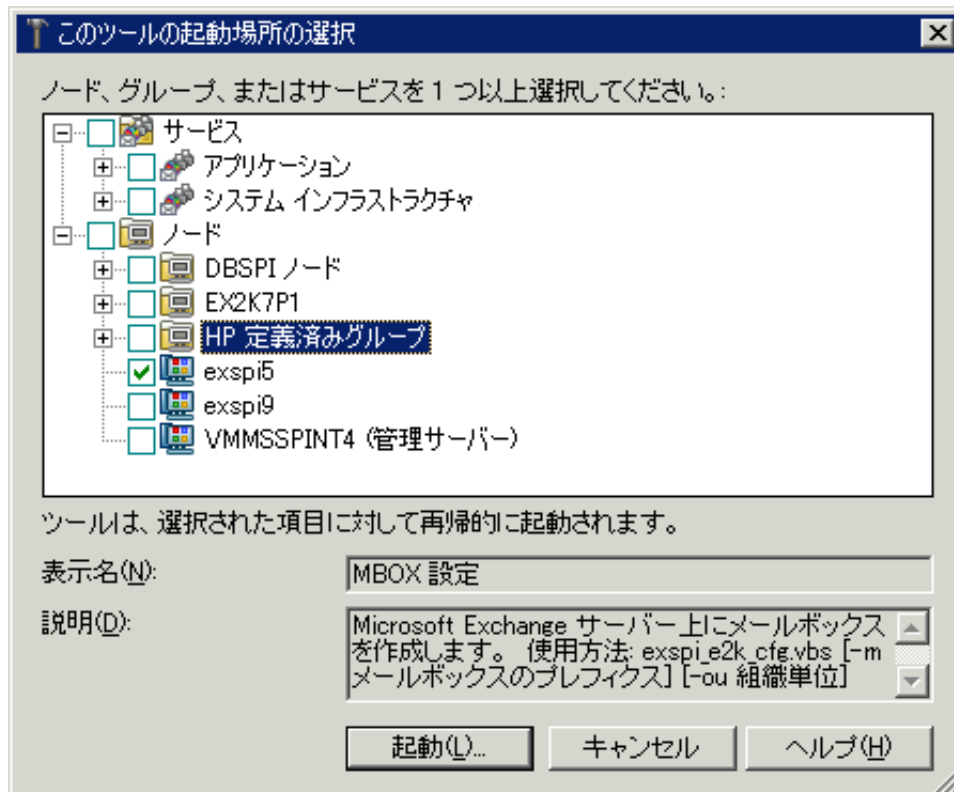 このツールの起動場所の選択
ノード、グループ、またはサービスを 1 つ以上選択してください。:
サービス
アプリケーション
システム インフラストラクチャ
ノード
DBSPI ノード
EX2K7P1
HP 定義済みグループ
exspi5
exspi9
VMMSSPINT4 (管理サーバー)
ツールは、選択された項目に対して再帰的に起動されます。
表示名(N):
MBOX 設定
説明(D):
Microsoft Exchange サーバー上にメールボックス
を作成します。 使用方法: exspi_e2k_cfg.vbs [-m
メールボックスのプレフィクス] [-ou 組織単位]
起動(L)... キャンセル ヘルプ(H)